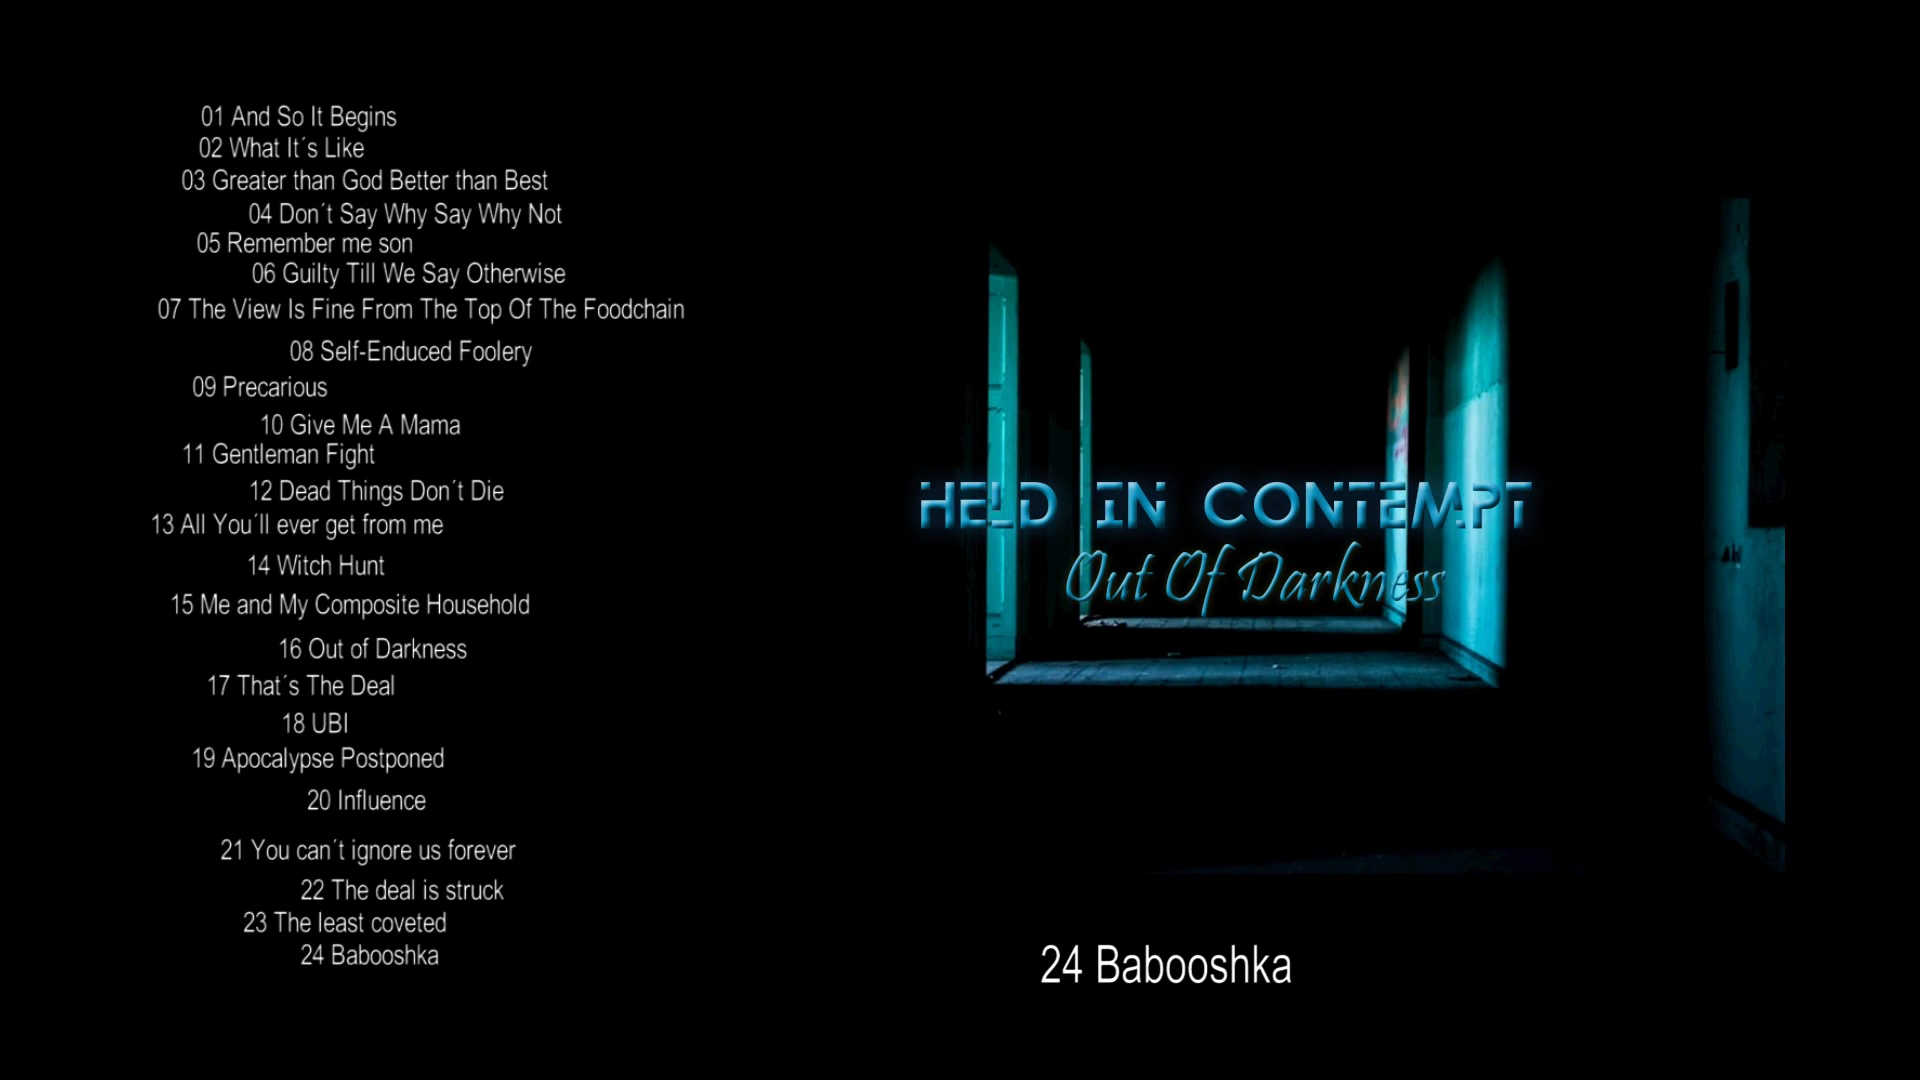 01 And So It Begins
02 What It´s Like
03 Greater than God Better than Best
04 Don´t Say Why Say Why Not
05 Remember me son
06 Guilty Till We Say Otherwise
07 The View Is Fine From The Top Of The Foodchain
08 Self-Enduced Foolery
09 Precarious
10 Give Me A Mama
11 Gentleman Fight
12 Dead Things Don´t Die
13 All You´ll ever get from me
14 Witch Hunt
15 Me and My Composite Household
16 Out of Darkness
17 That´s The Deal
18 UBI
19 Apocalypse Postponed
20 Influence
21 You can´t ignore us forever
22 The deal is struck
23 The least coveted
24 Babooshka
HELD IN CONTEMPT
Out Of Darkness
24 Babooshka